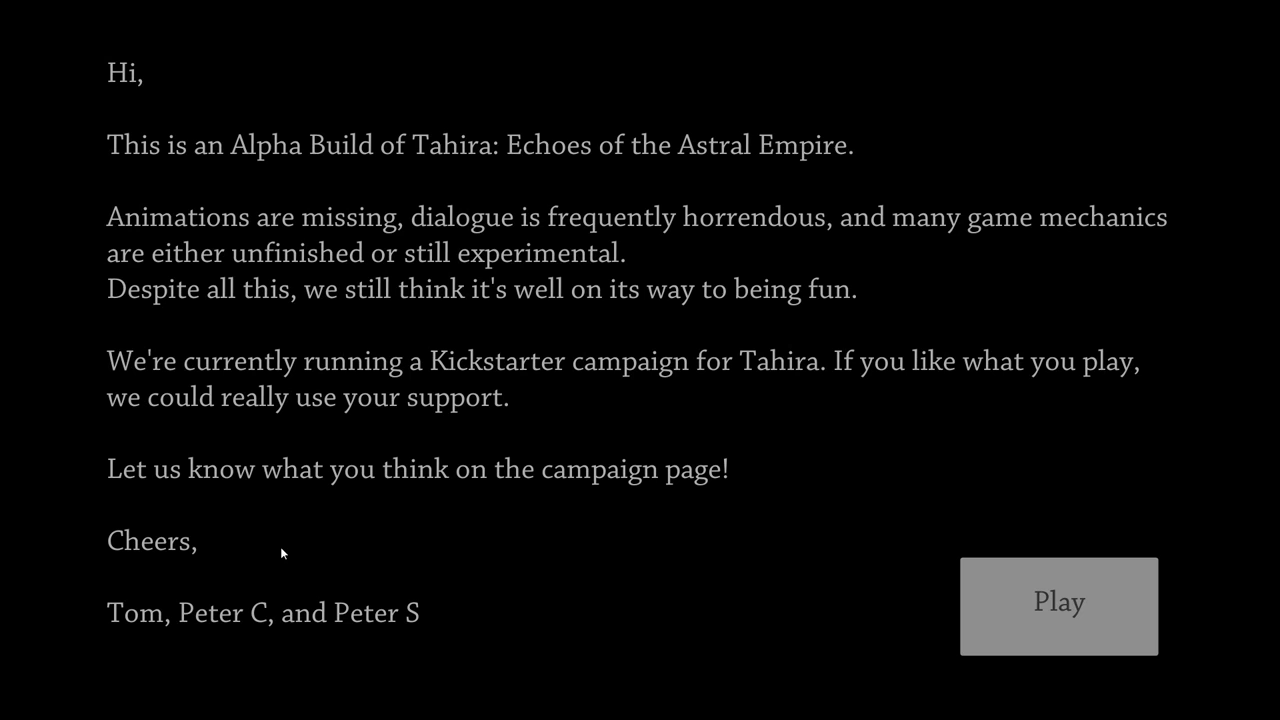 Hi,
This is an Alpha Build of Tahira: Echoes of the Astral Empire.
Animations are missing, dialogue is frequently horrendous, and many game mechanics
are either unfinished or still experimental.
Despite all this, we still think it's well on its way to being fun.
We're currently running a Kickstarter campaign for Tahira. If you like what you play,
we could really use your support.
Let us know what you think on the campaign page!
Cheers,
Tom, Peter C, and Peter S
Play